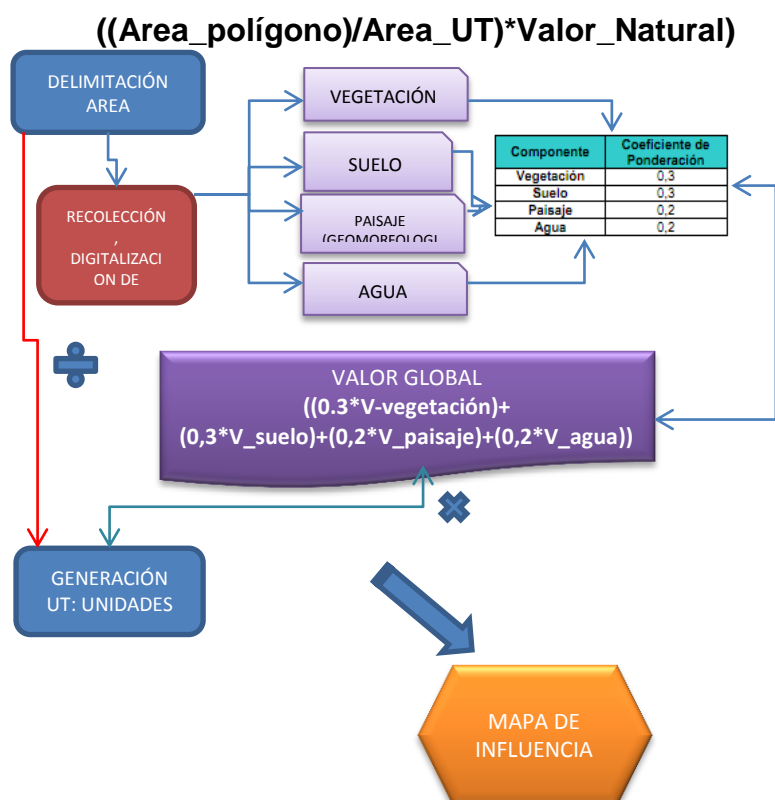 ((Area_polígono)/Area_UT)*Valor_Natural)
DELIMITACIÓN
AREA
RECOLECCIÓN
,
DIGITALIZACI
ON DE
VEGETACIÓN
SUELO
PAISAJE
(GEOMORFOLOGI
AGUA
Componente Coeficiente de
Ponderación
Vegetación 0,3
Suelo 0,3
Paisaje 0,2
Agua 0,2
VALOR GLOBAL
((0.3*V-vegetación)+
(0,3*V_suelo)+(0,2*V_paisaje)+(0,2*V_agua))
GENERACIÓN
UT: UNIDADES
MAPA DE
INFLUENCIA